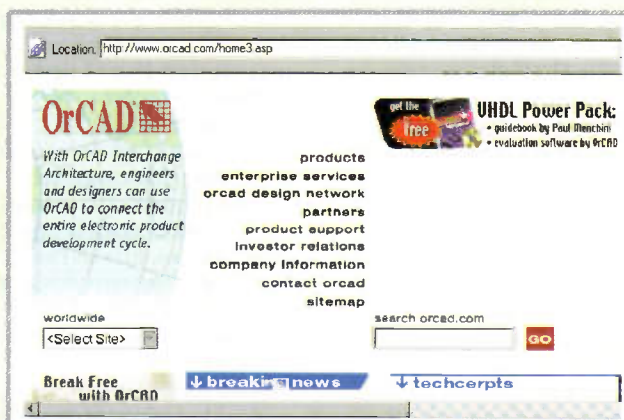 Location: http://www.orcad.com/home3.asp
OrCAD
With OrCAD Interchange
Architecture, engineers
and designers can use
OrCAD to connect the
entire electronic product
development cycle.
products
enterprise services
orcad design network
partners
product support
investor relations
company information
contact orcad
sitemap
get the
free
VHDL Power Pack:
• guidebook by Paul Menchini
• evaluation software by OrCAD
worldwide
<Select Site>
search orcad.com
GO
Break Free
with OrCAD
breaking news
techcerpts